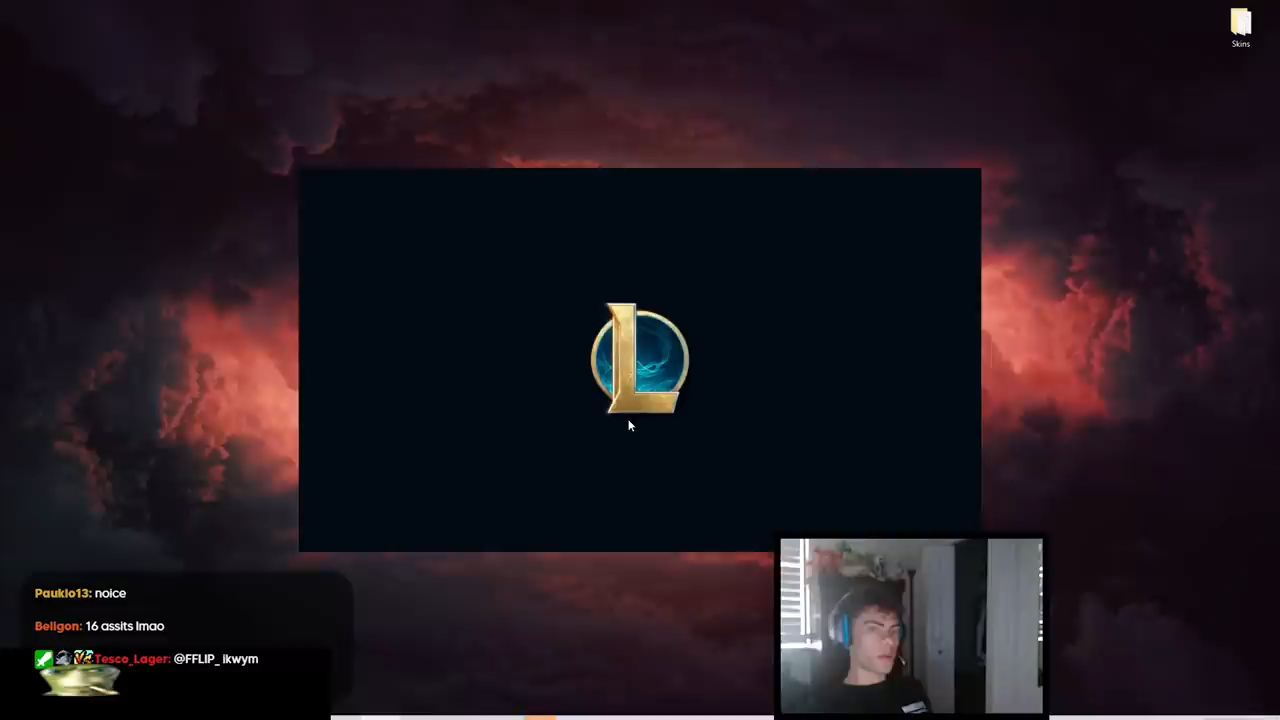 Skins
L
Pauklo13: noice
Beligon: 16 assits lmao
Tesco_Lager: @FFLIP_ ikwym